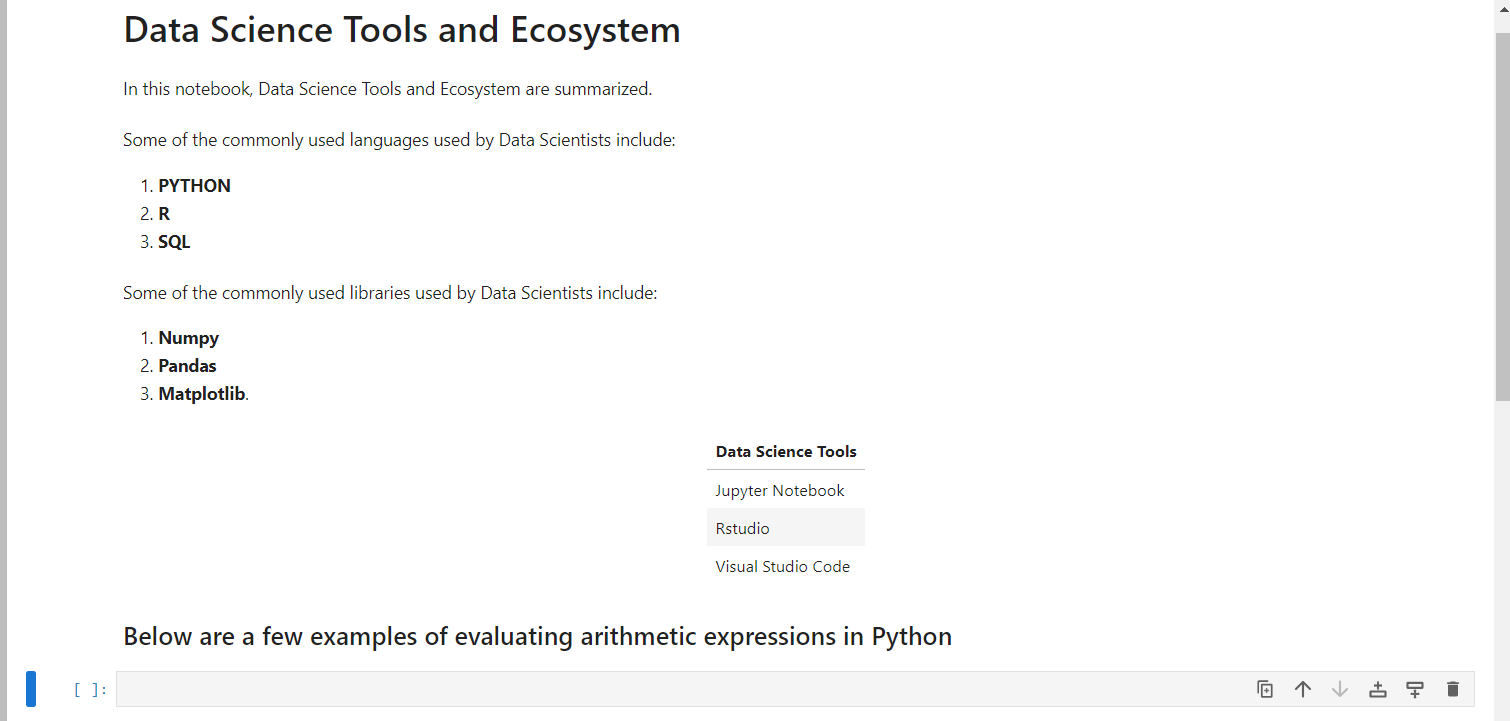 Data Science Tools and Ecosystem
In this notebook, Data Science Tools and Ecosystem are summarized.
Some of the commonly used languages used by Data Scientists include:
1. PYTHON
2. R
3. SQL
Some of the commonly used libraries used by Data Scientists include:
1. Numpy
2. Pandas
3. Matplotlib.
Data Science Tools
Jupyter Notebook
Rstudio
Visual Studio Code
Below are a few examples of evaluating arithmetic expressions in Python
[ ]: